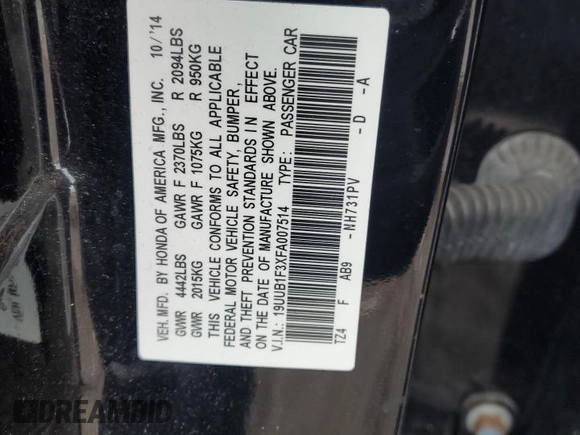 VEH. MFD. BY HONDA OF AMERICA MFG., INC. 10/'14
GVWR 4442LBS GAWR F 2370LBS R 2094LBS
GVWR 2015KG GAWR F 1075KG R 950KG
THIS VEHICLE CONFORMS TO ALL APPLICABLE
FEDERAL MOTOR VEHICLE SAFETY, BUMPER,
AND THEFT PREVENTION STANDARDS IN EFFECT
ON THE DATE OF MANUFACTURE SHOWN ABOVE.
V.I.N.: 19UUB1F3XFA007514 TYPE: PASSENGER CAR
TZ4 F AB9 -NH731PV -D -A
DREAMBID